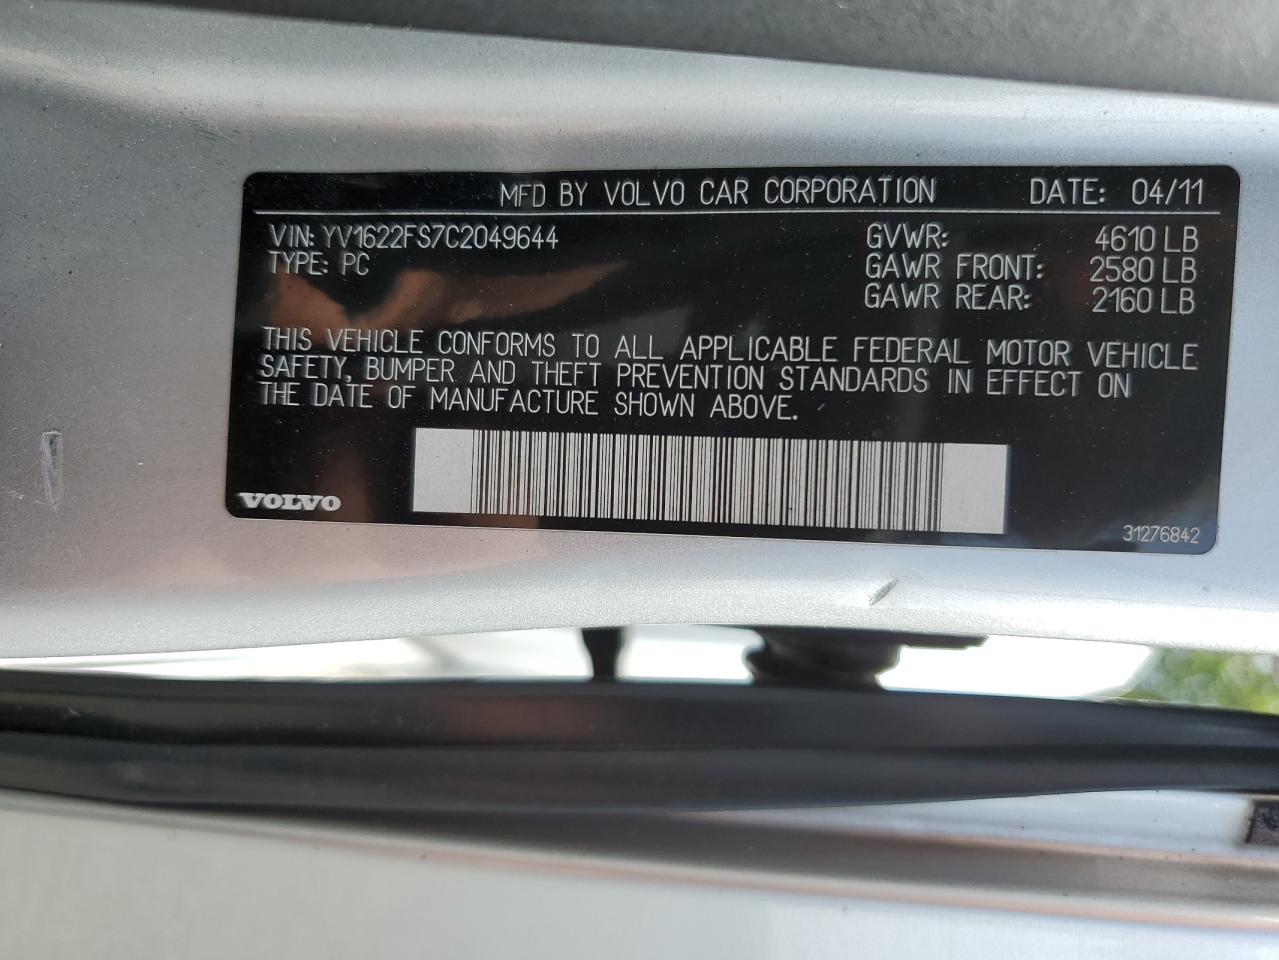 MFD BY VOLVO CAR CORPORATION DATE: 04/11
VIN: YV1622FS7C2049644 GVWR: 4610 LB
TYPE: PC GAWR FRONT: 2580 LB
GAWR REAR: 2160 LB
THIS VEHICLE CONFORMS TO ALL APPLICABLE FEDERAL MOTOR VEHICLE
SAFETY, BUMPER AND THEFT PREVENTION STANDARDS IN EFFECT ON
THE DATE OF MANUFACTURE SHOWN ABOVE.
VOLVO 31276842